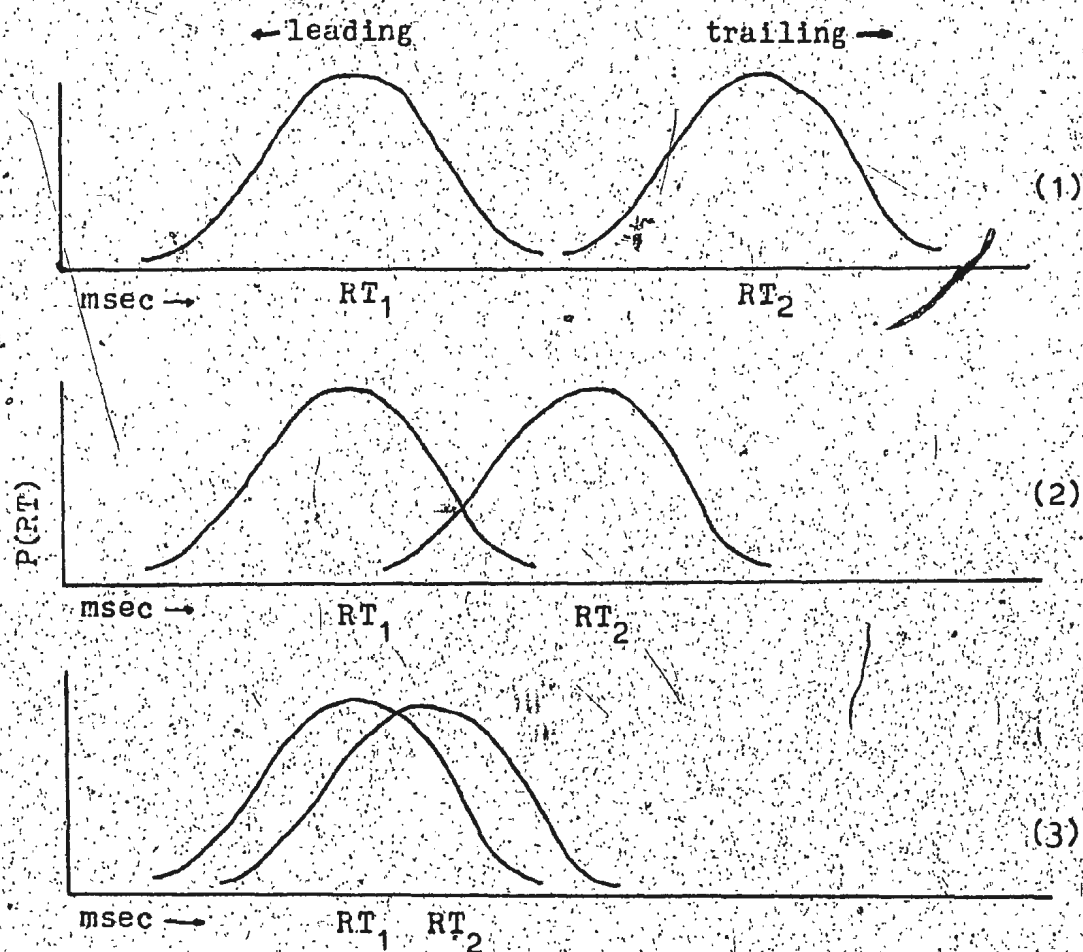 ←leading trailing→
(1)
msec → RT₁ RT₂
P(RT)
(2)
msec → RT₁ RT₂
(3)
msec → RT₁ RT₂